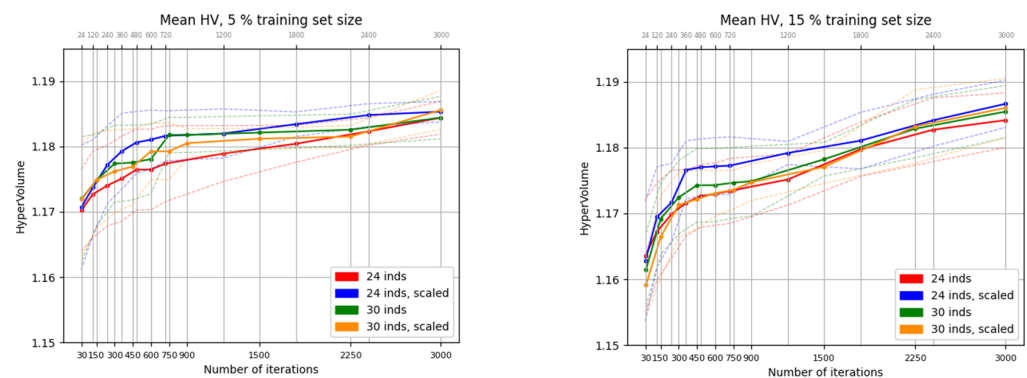 Mean HV, 5 % training set size
24 120 240 360 480 600 720 1200 1800 2400 3000
1.19
1.18
1.17
1.16
1.15
HyperVolume
24 inds
24 inds, scaled
30 inds
30 inds, scaled
30 150 300 450 600 750 900 1500 2250 3000
Number of iterations
Mean HV, 15 % training set size
24 120 240 360 480 600 720 1200 1800 2400 3000
1.19
1.18
1.17
1.16
1.15
HyperVolume
24 inds
24 inds, scaled
30 inds
30 inds, scaled
30 150 300 450 600 750 900 1500 2250 3000
Number of iterations